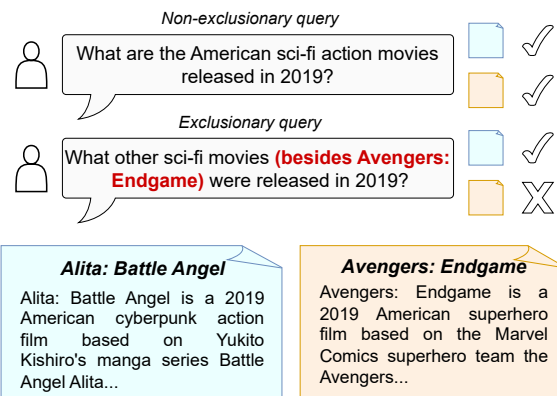 Non-exclusionary query
What are the American sci-fi action movies
released in 2019?
Exclusionary query
What other sci-fi movies (besides Avengers:
Endgame) were released in 2019?
Alita: Battle Angel
Alita: Battle Angel is a 2019
American cyberpunk action
film based on Yukito
Kishiro's manga series Battle
Angel Alita...
Avengers: Endgame
Avengers: Endgame is a
2019 American superhero
film based on the Marvel
Comics superhero team the
Avengers...